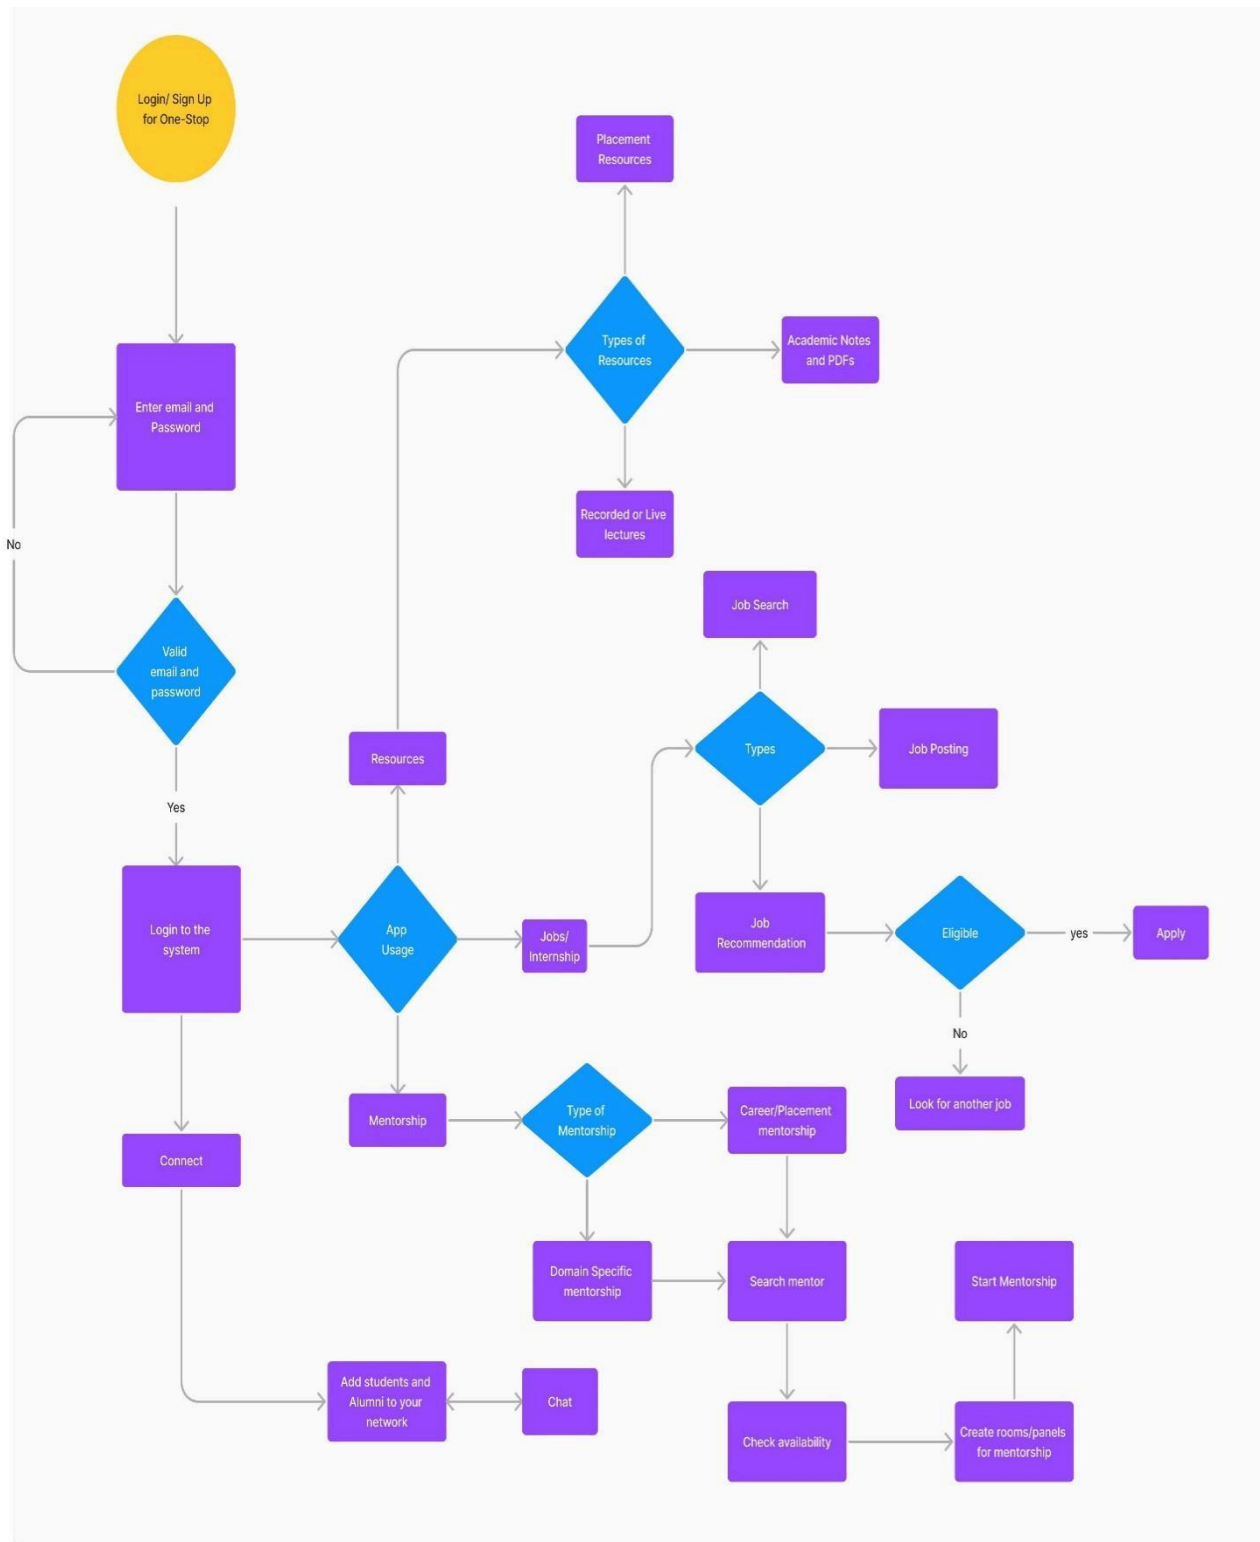 Login/ Sign Up
for One-Stop
Enter email and
Password
No
Valid
email and
password
Yes
Login to the
system
Connect
Add students and
Alumni to your
network
Chat
App
Usage
Resources
Types of
Resources
Placement
Resources
Academic Notes
and PDFs
Recorded or Live
lectures
Jobs/
Internship
Types
Job Search
Job Posting
Job
Recommendation
Eligible
yes
Apply
No
Look for another job
Mentorship
Type of
Mentorship
Career/Placement
mentorship
Domain Specific
mentorship
Search mentor
Check availability
Create rooms/panels
for mentorship
Start Mentorship